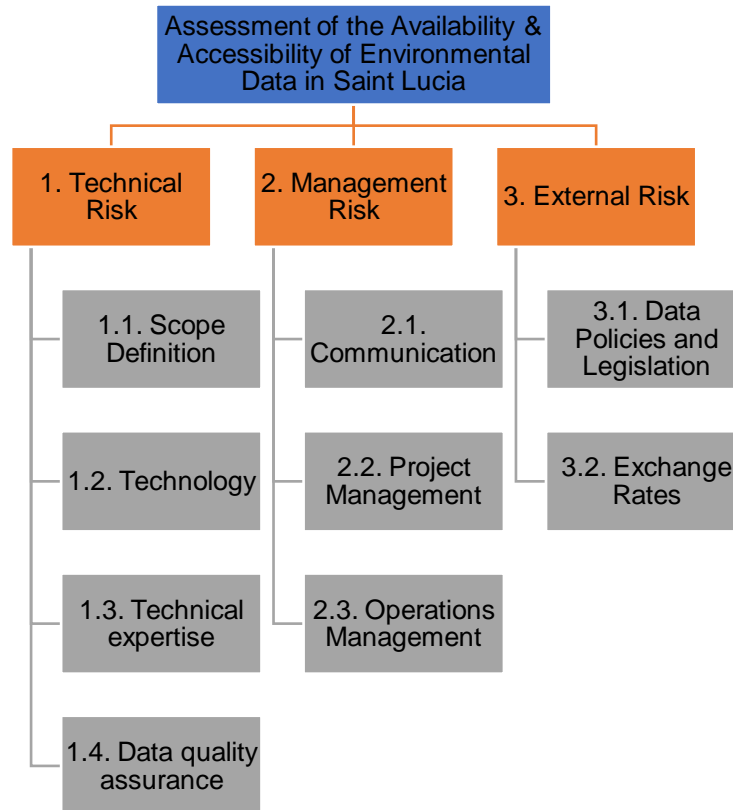 Assessment of the Availability &
Accessibility of Environmental
Data in Saint Lucia
1. Technical
Risk
2. Management
Risk
3. External Risk
1.1. Scope
Definition
1.2. Technology
1.3. Technical
expertise
1.4. Data quality
assurance
2.1.
Communication
2.2. Project
Management
2.3. Operations
Management
3.1. Data
Policies and
Legislation
3.2. Exchange
Rates